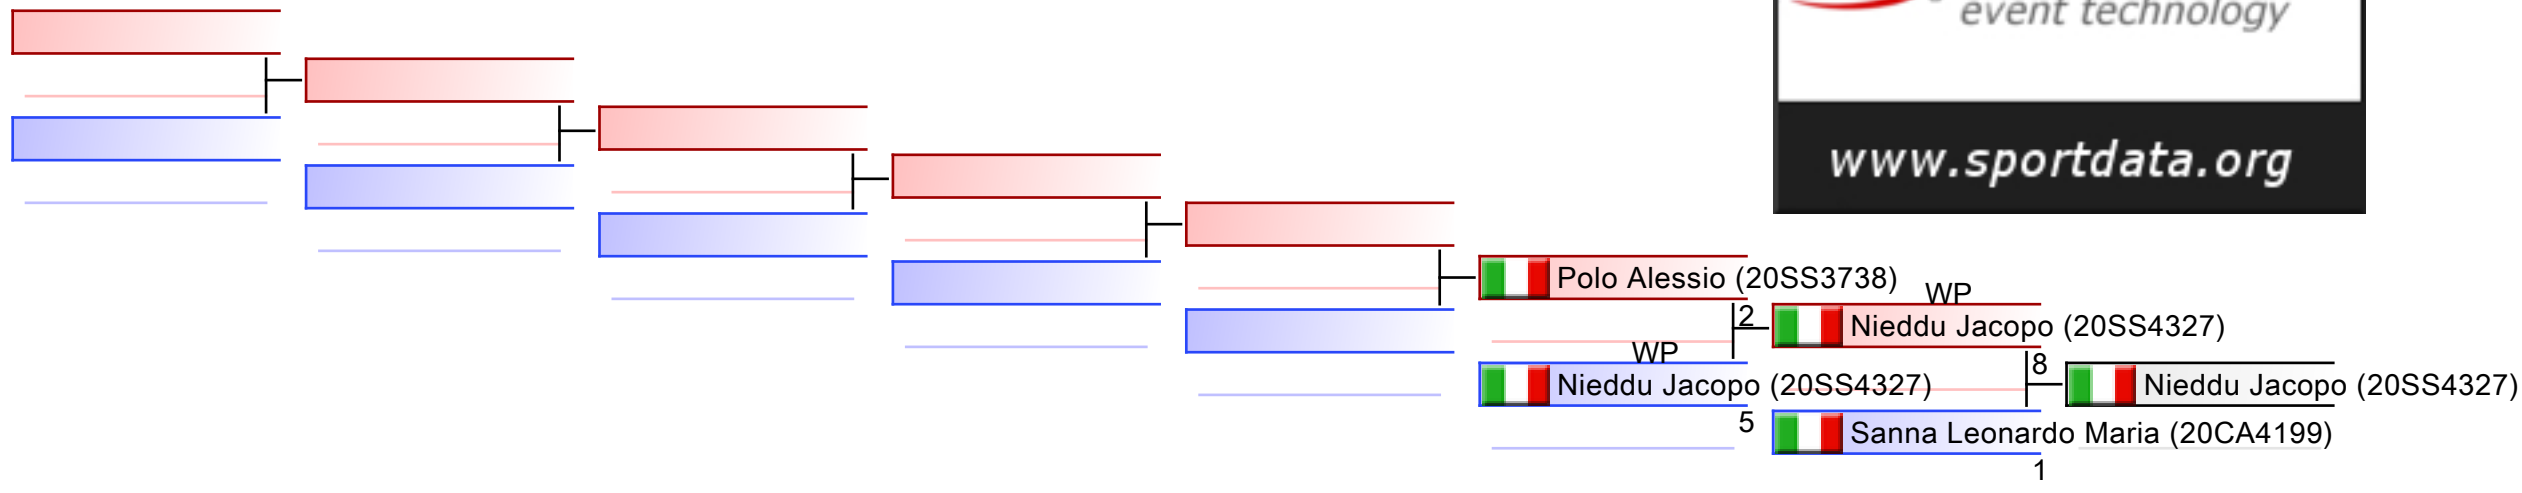 event technology
www.sportdata.org
Polo Alessio (20SS3738)
WP
2
Nieddu Jacopo (20SS4327)
WP
Nieddu Jacopo (20SS4327)
8
Nieddu Jacopo (20SS4327)
5
Sanna Leonardo Maria (20CA4199)
1